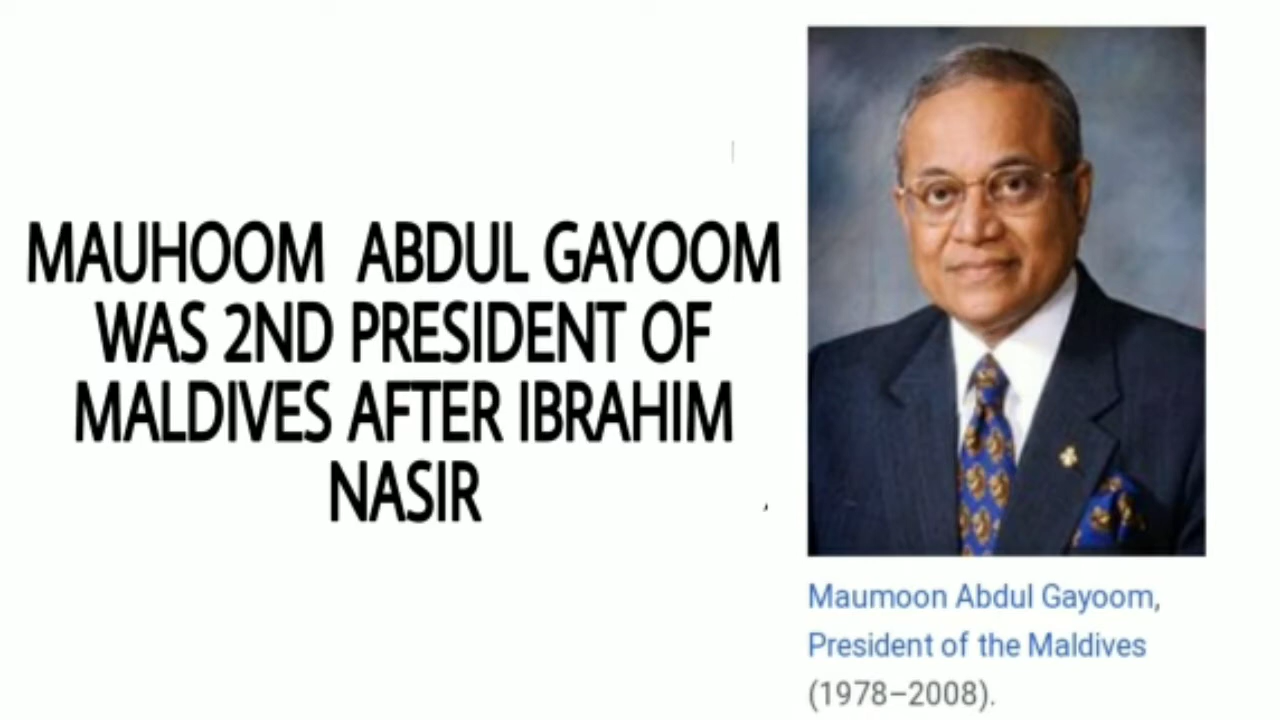 MAUHOOM ABDUL GAYOOM
WAS 2ND PRESIDENT OF
MALDIVES AFTER IBRAHIM
NASIR
Maumoon Abdul Gayoom,
President of the Maldives
(1978–2008).